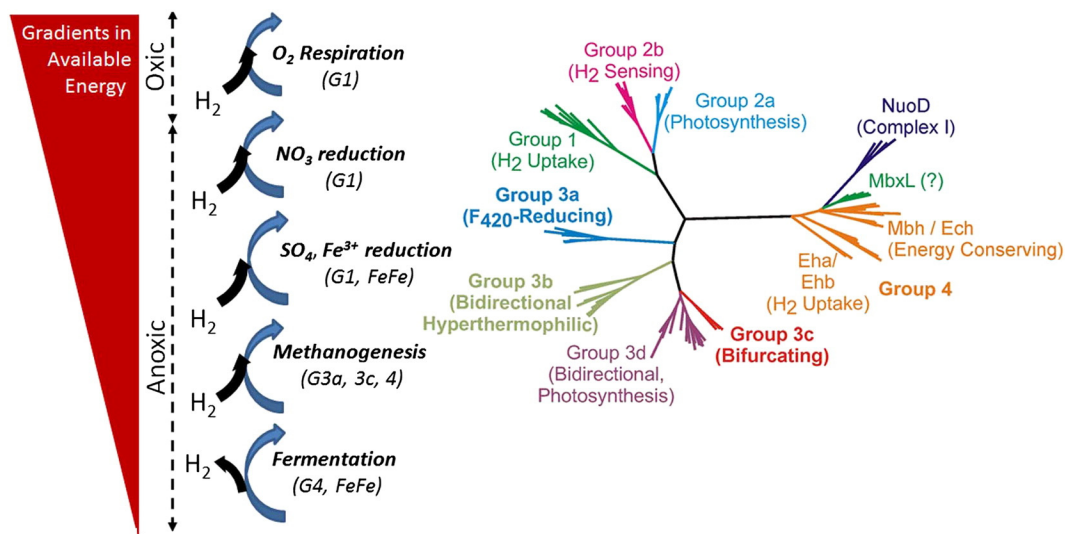 Gradients in
Available
Energy
Oxic
Anoxic
H₂
O₂ Respiration
(G1)
H₂
NO₃ reduction
(G1)
H₂
SO₄, Fe³⁺ reduction
(G1, FeFe)
H₂
Methanogenesis
(G3a, 3c, 4)
H₂
Fermentation
(G4, FeFe)
Group 2b
(H₂ Sensing)
Group 2a
(Photosynthesis)
Group 1
(H₂ Uptake)
NuoD
(Complex I)
MbxL (?)
Mbh / Ech
(Energy Conserving)
Group 4
Eha/
Ehb
(H₂ Uptake)
Group 3a
(F₄₂₀-Reducing)
Group 3b
(Bidirectional
Hyperthermophilic)
Group 3c
(Bifurcating)
Group 3d
(Bidirectional,
Photosynthesis)